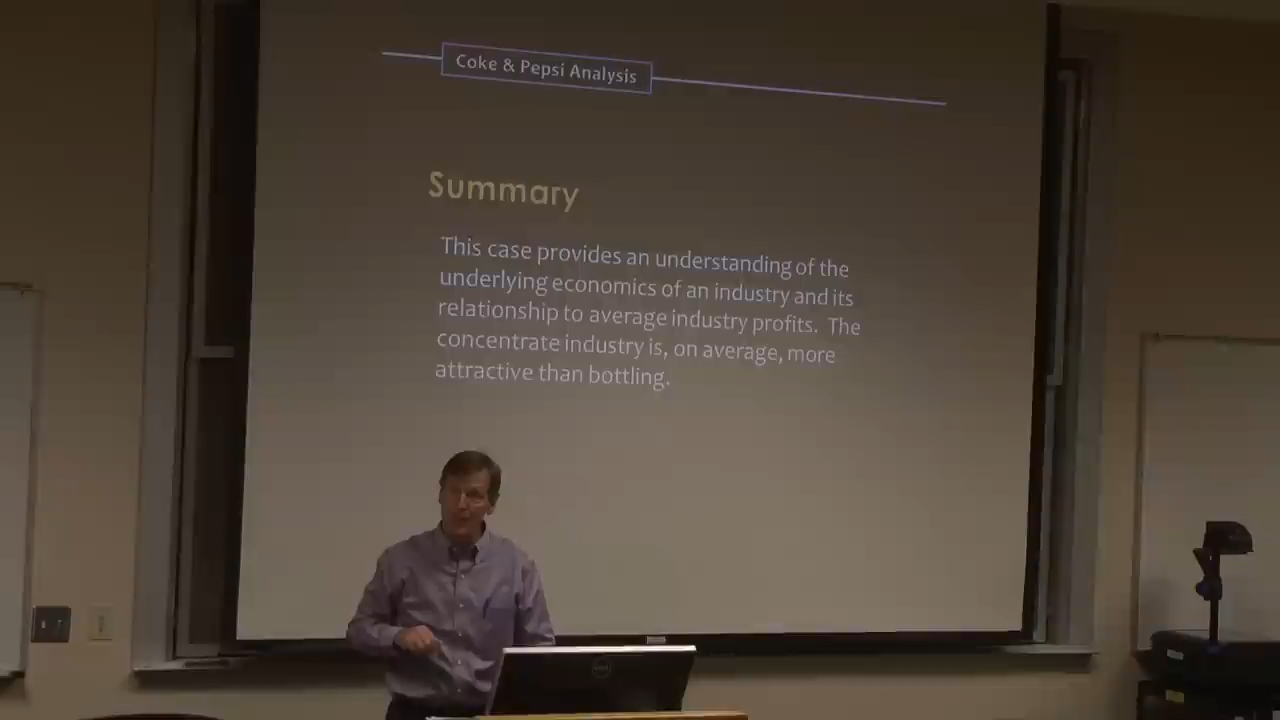 Coke & Pepsi Analysis
Summary
This case provides an understanding of the
underlying economics of an industry and its
relationship to average industry profits.  The
concentrate industry is, on average, more
attractive than bottling.